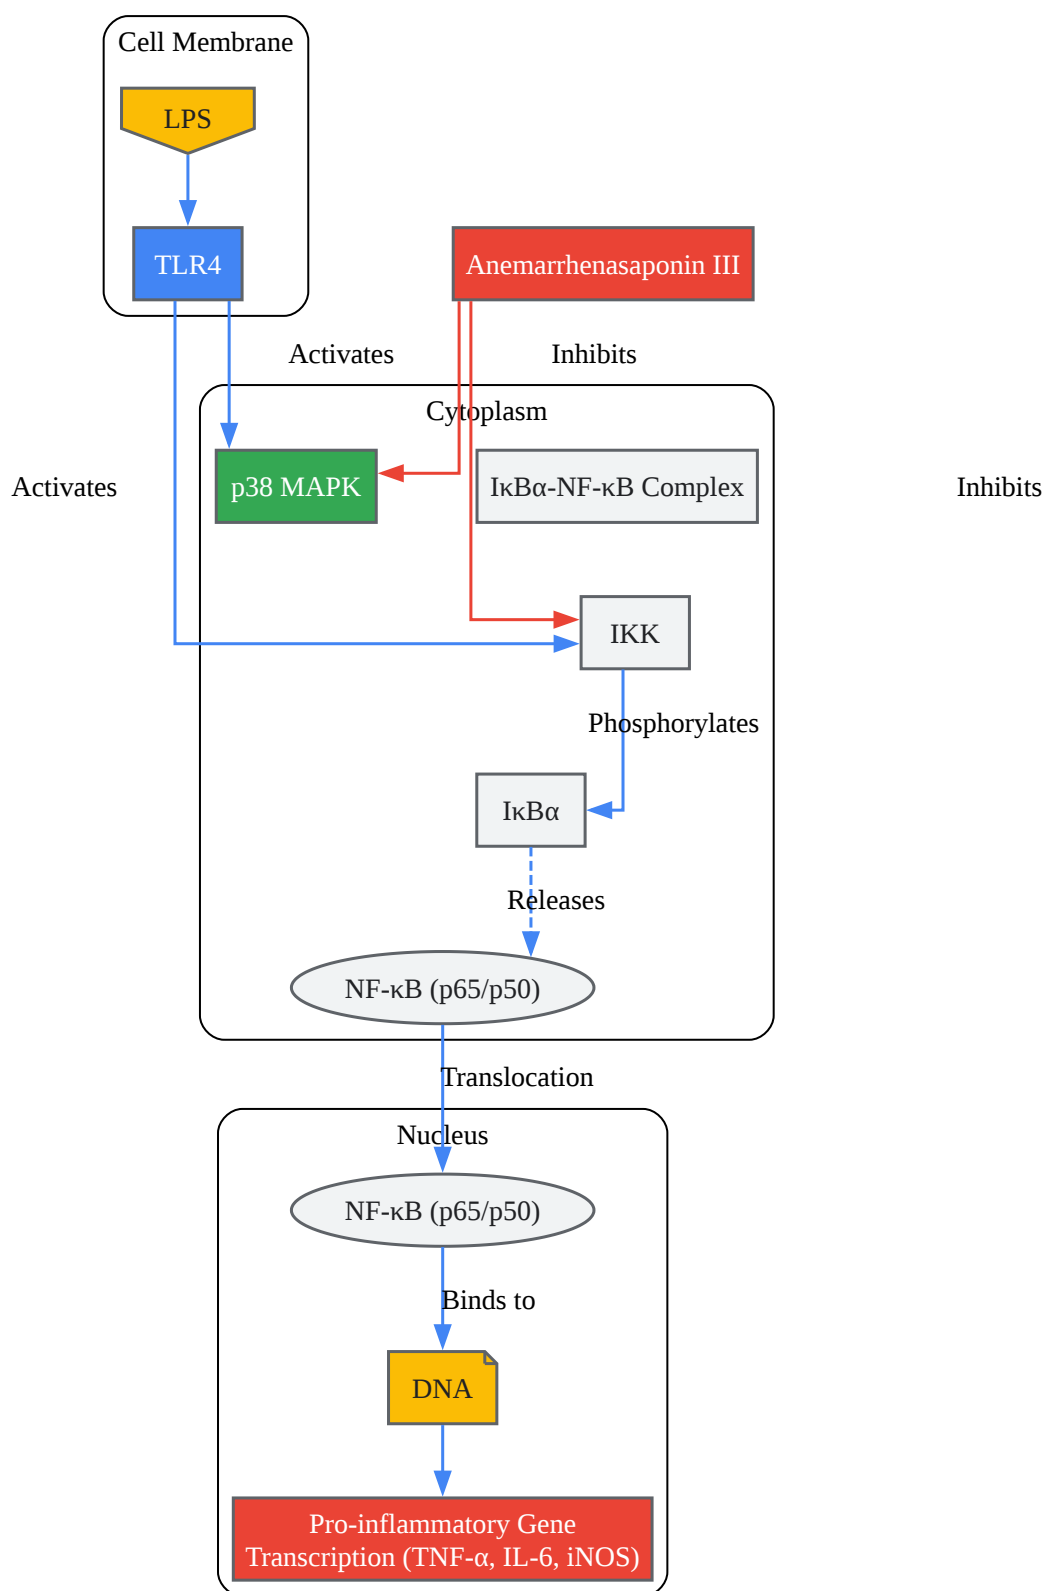 Cell Membrane
LPS
TLR4
Anemarrhenasaponin III
Activates
Inhibits
Cytoplasm
Activates
p38 MAPK
IκBα-NF-κB Complex
Inhibits
IKK
Phosphorylates
IκBα
Releases
NF-κB (p65/p50)
Translocation
Nucleus
NF-κB (p65/p50)
Binds to
DNA
Pro-inflammatory Gene
Transcription (TNF-α, IL-6, iNOS)